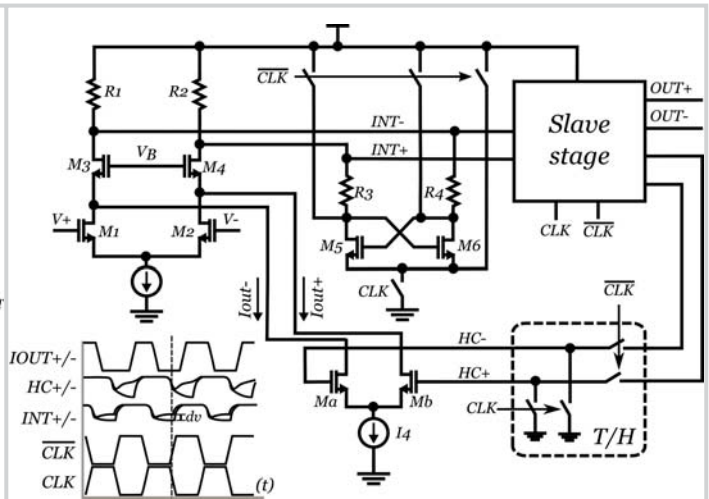 R1
R2
CLK
OUT+
OUT-
INT-
INT+
Slave
stage
VB
M3
M4
R3
R4
V+
M1
M2
V-
M5
M6
CLK
CLK
CLK
Iout-
Iout+
CLK
HC-
HC+
Ma
Mb
CLK
I4
T/H
IOUT+/-
HC+/-
INT+/-
dv
CLK
CLK
(t)